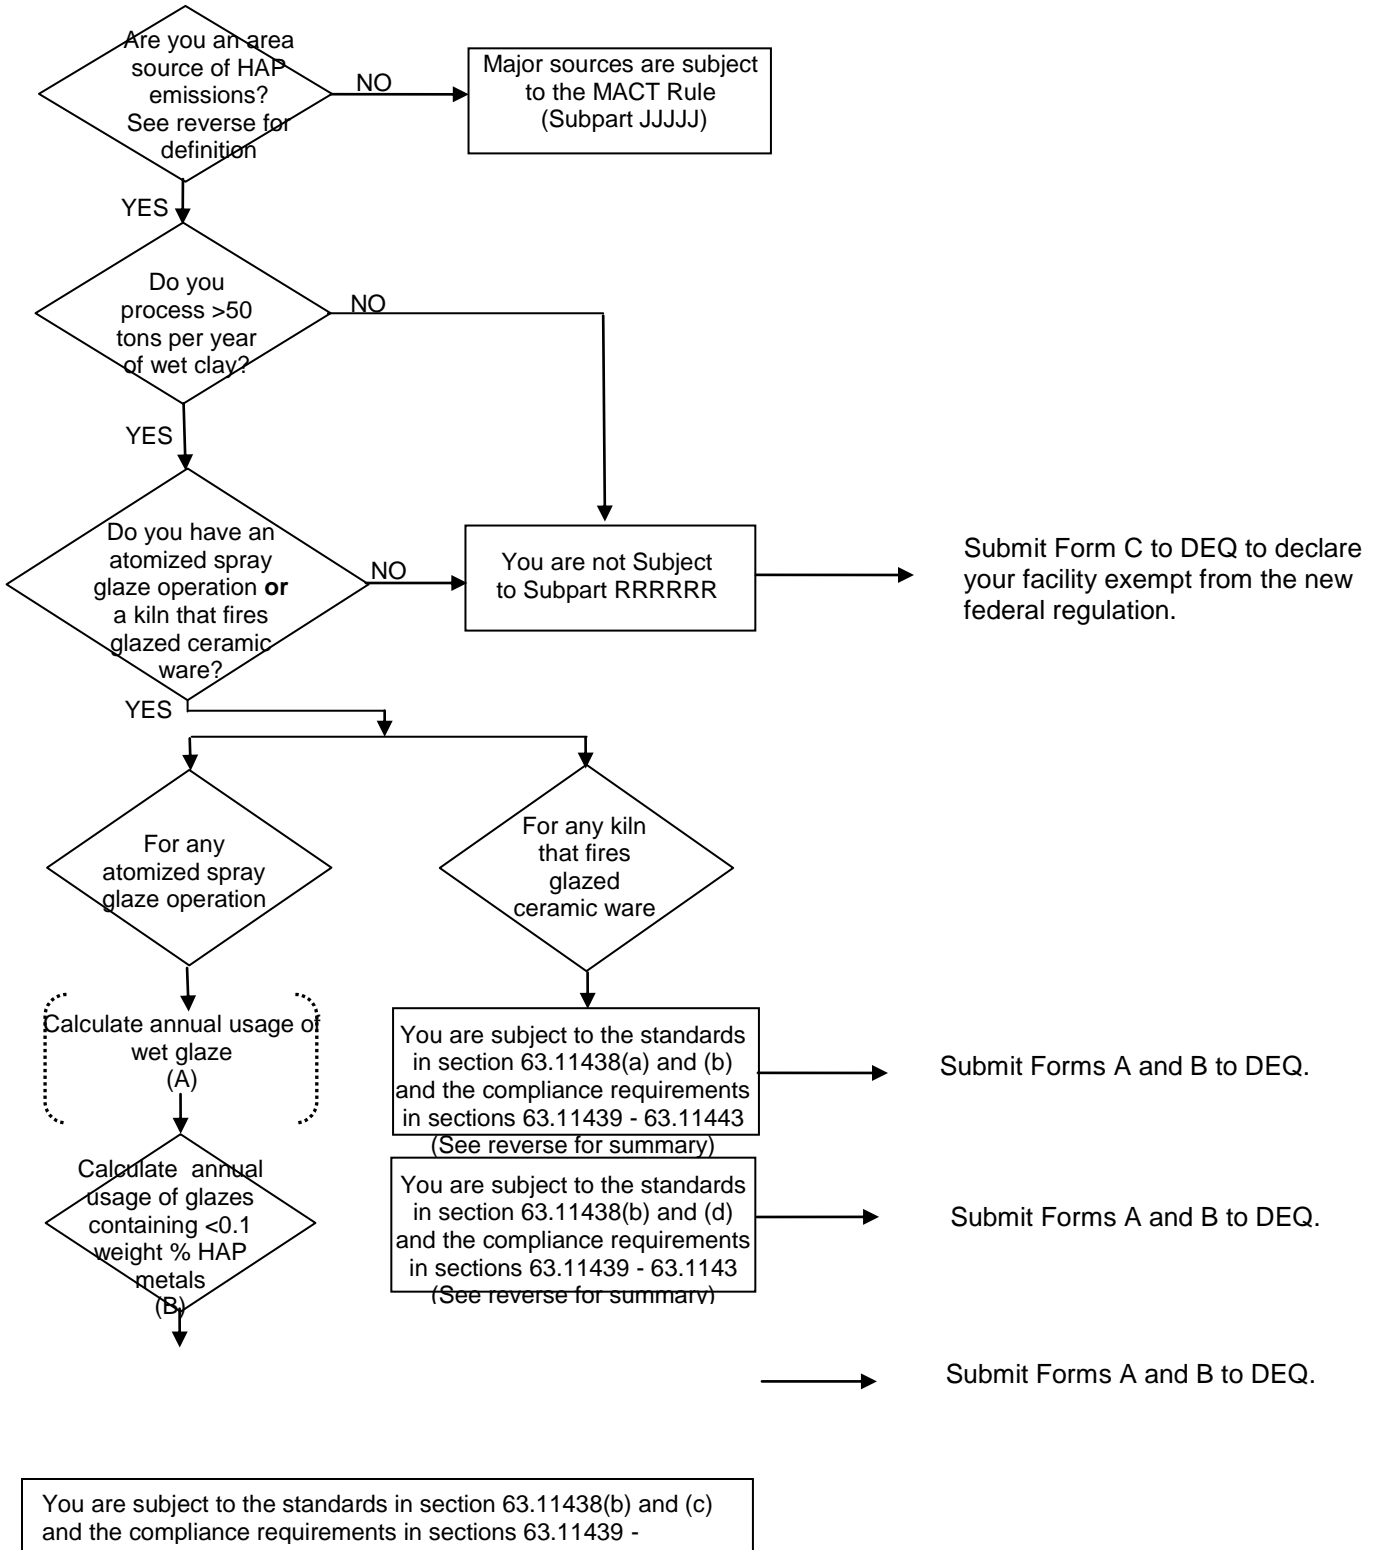 Are you an area
source of HAP
emissions?
See reverse for
definition
NO
Major sources are subject
to the MACT Rule
(Subpart JJJJJ)
YES
Do you
process >50
tons per year
of wet clay?
NO
YES
Do you have an
atomized spray
glaze operation or
a kiln that fires
glazed ceramic
ware?
NO
You are not Subject
to Subpart RRRRRR
Submit Form C to DEQ to declare
your facility exempt from the new
federal regulation.
YES
For any
atomized spray
glaze operation
For any kiln
that fires
glazed
ceramic ware
Calculate annual usage of
wet glaze
(A)
You are subject to the standards
in section 63.11438(a) and (b)
and the compliance requirements
in sections 63.11439 - 63.11443
(See reverse for summary)
Submit Forms A and B to DEQ.
Calculate annual
usage of glazes
containing <0.1
weight % HAP
metals
(B)
You are subject to the standards
in section 63.11438(b) and (d)
and the compliance requirements
in sections 63.11439 - 63.1143
(See reverse for summary)
Submit Forms A and B to DEQ.
Submit Forms A and B to DEQ.
You are subject to the standards in section 63.11438(b) and (c)
and the compliance requirements in sections 63.11439 -